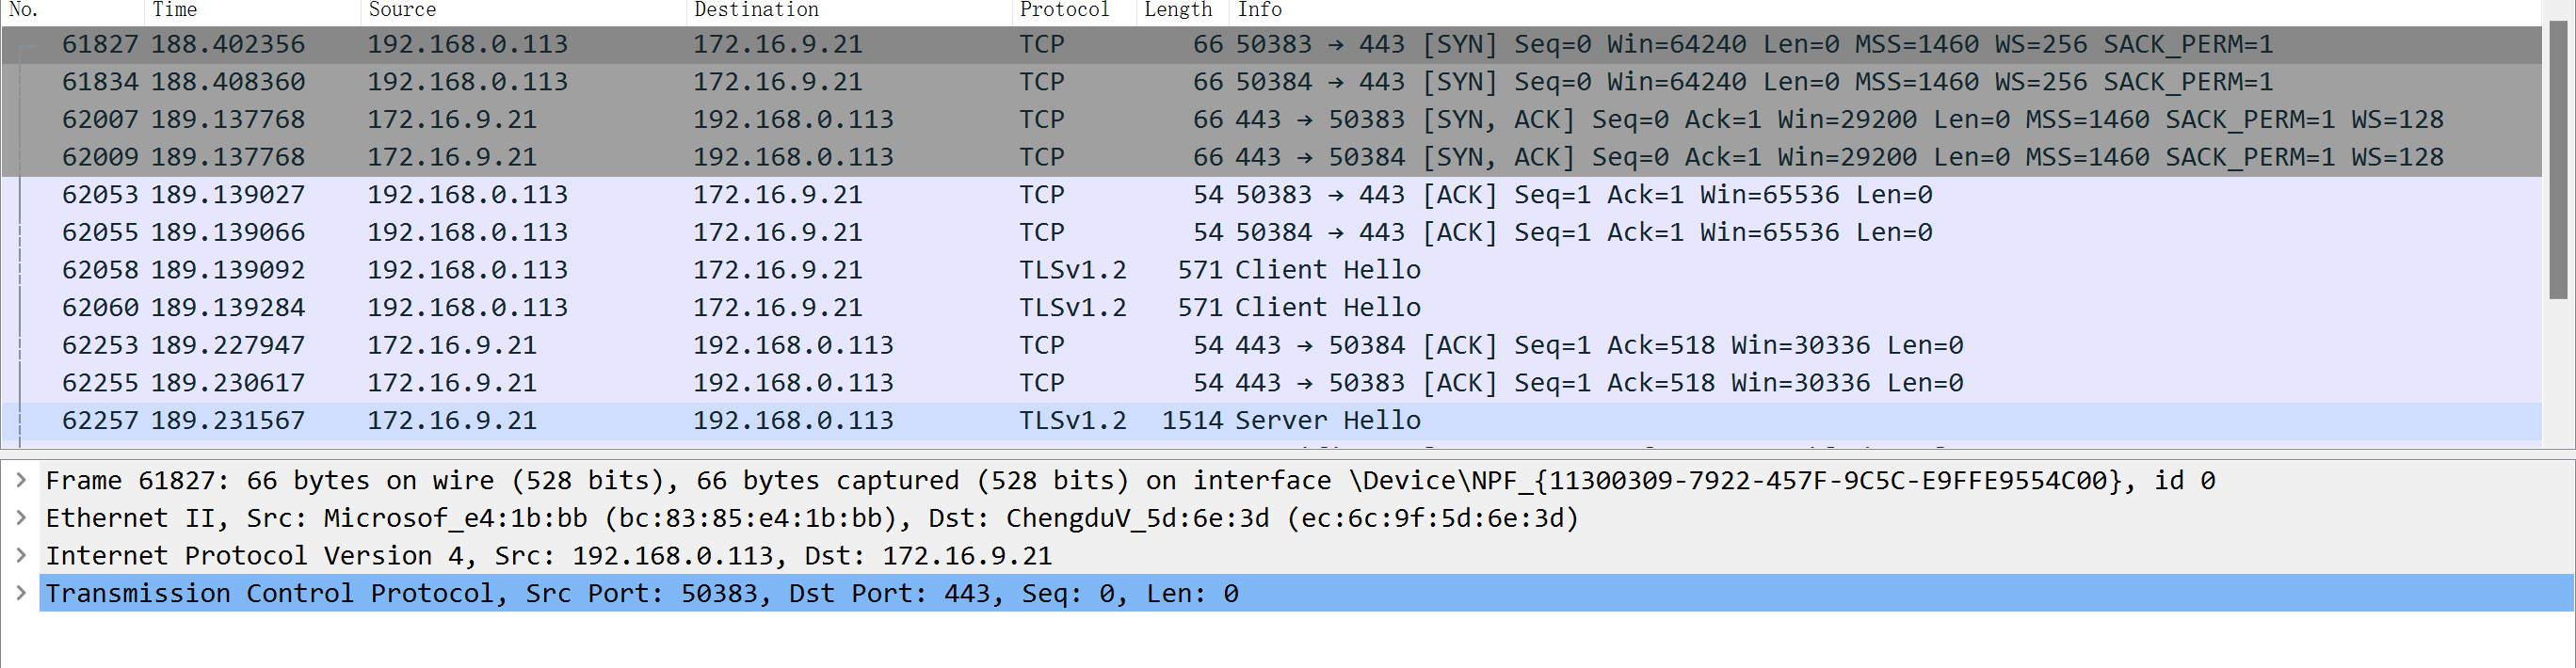 No. Time Source Destination Protocol Length Info
61827 188.402356 192.168.0.113 172.16.9.21 TCP 66 50383 → 443 [SYN] Seq=0 Win=64240 Len=0 MSS=1460 WS=256 SACK_PERM=1
61834 188.408360 192.168.0.113 172.16.9.21 TCP 66 50384 → 443 [SYN] Seq=0 Win=64240 Len=0 MSS=1460 WS=256 SACK_PERM=1
62007 189.137768 172.16.9.21 192.168.0.113 TCP 66 443 → 50383 [SYN, ACK] Seq=0 Ack=1 Win=29200 Len=0 MSS=1460 SACK_PERM=1 WS=128
62009 189.137768 172.16.9.21 192.168.0.113 TCP 66 443 → 50384 [SYN, ACK] Seq=0 Ack=1 Win=29200 Len=0 MSS=1460 SACK_PERM=1 WS=128
62053 189.139027 192.168.0.113 172.16.9.21 TCP 54 50383 → 443 [ACK] Seq=1 Ack=1 Win=65536 Len=0
62055 189.139066 192.168.0.113 172.16.9.21 TCP 54 50384 → 443 [ACK] Seq=1 Ack=1 Win=65536 Len=0
62058 189.139092 192.168.0.113 172.16.9.21 TLSv1.2 571 Client Hello
62060 189.139284 192.168.0.113 172.16.9.21 TLSv1.2 571 Client Hello
62253 189.227947 172.16.9.21 192.168.0.113 TCP 54 443 → 50384 [ACK] Seq=1 Ack=518 Win=30336 Len=0
62255 189.230617 172.16.9.21 192.168.0.113 TCP 54 443 → 50383 [ACK] Seq=1 Ack=518 Win=30336 Len=0
62257 189.231567 172.16.9.21 192.168.0.113 TLSv1.2 1514 Server Hello
Frame 61827: 66 bytes on wire (528 bits), 66 bytes captured (528 bits) on interface \Device\NPF_{11300309-7922-457F-9C5C-E9FFE9554C00}, id 0
Ethernet II, Src: Microsof_e4:1b:bb (bc:83:85:e4:1b:bb), Dst: ChengduV_5d:6e:3d (ec:6c:9f:5d:6e:3d)
Internet Protocol Version 4, Src: 192.168.0.113, Dst: 172.16.9.21
Transmission Control Protocol, Src Port: 50383, Dst Port: 443, Seq: 0, Len: 0